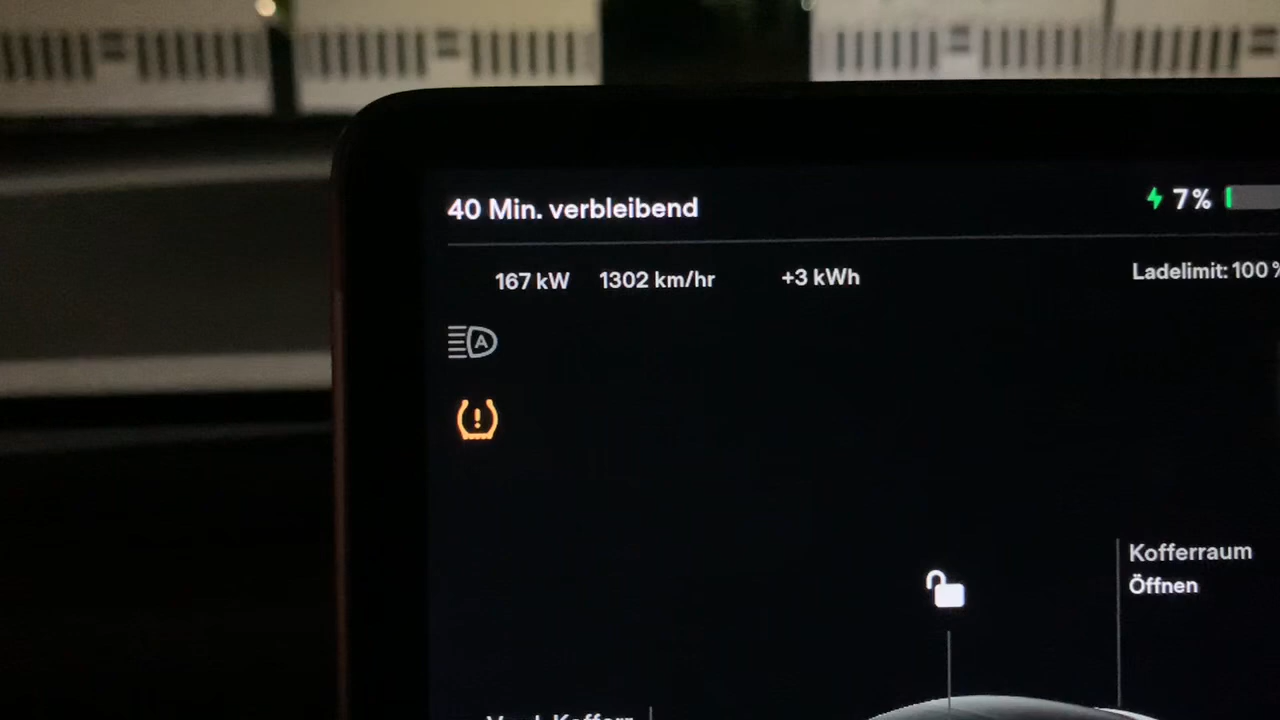 40 Min. verbleibend
7%
167 kW 1302 km/hr +3 kWh
Ladelimit: 100 %
A
Kofferraum
Öffnen